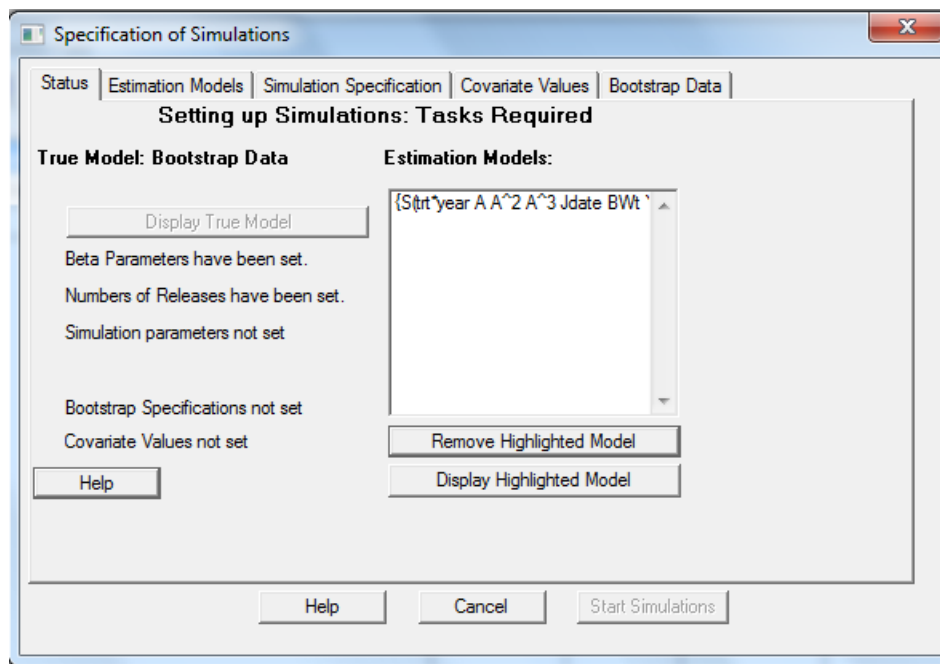 Specification of Simulations
X
Status Estimation Models Simulation Specification Covariate Values Bootstrap Data
Setting up Simulations: Tasks Required
True Model: Bootstrap Data
Estimation Models:
{S(trt*year A A^2 A^3 Jdate BWt
Display True Model
Beta Parameters have been set.
Numbers of Releases have been set.
Simulation parameters not set
Bootstrap Specifications not set
Covariate Values not set
Remove Highlighted Model
Help
Display Highlighted Model
Help Cancel Start Simulations